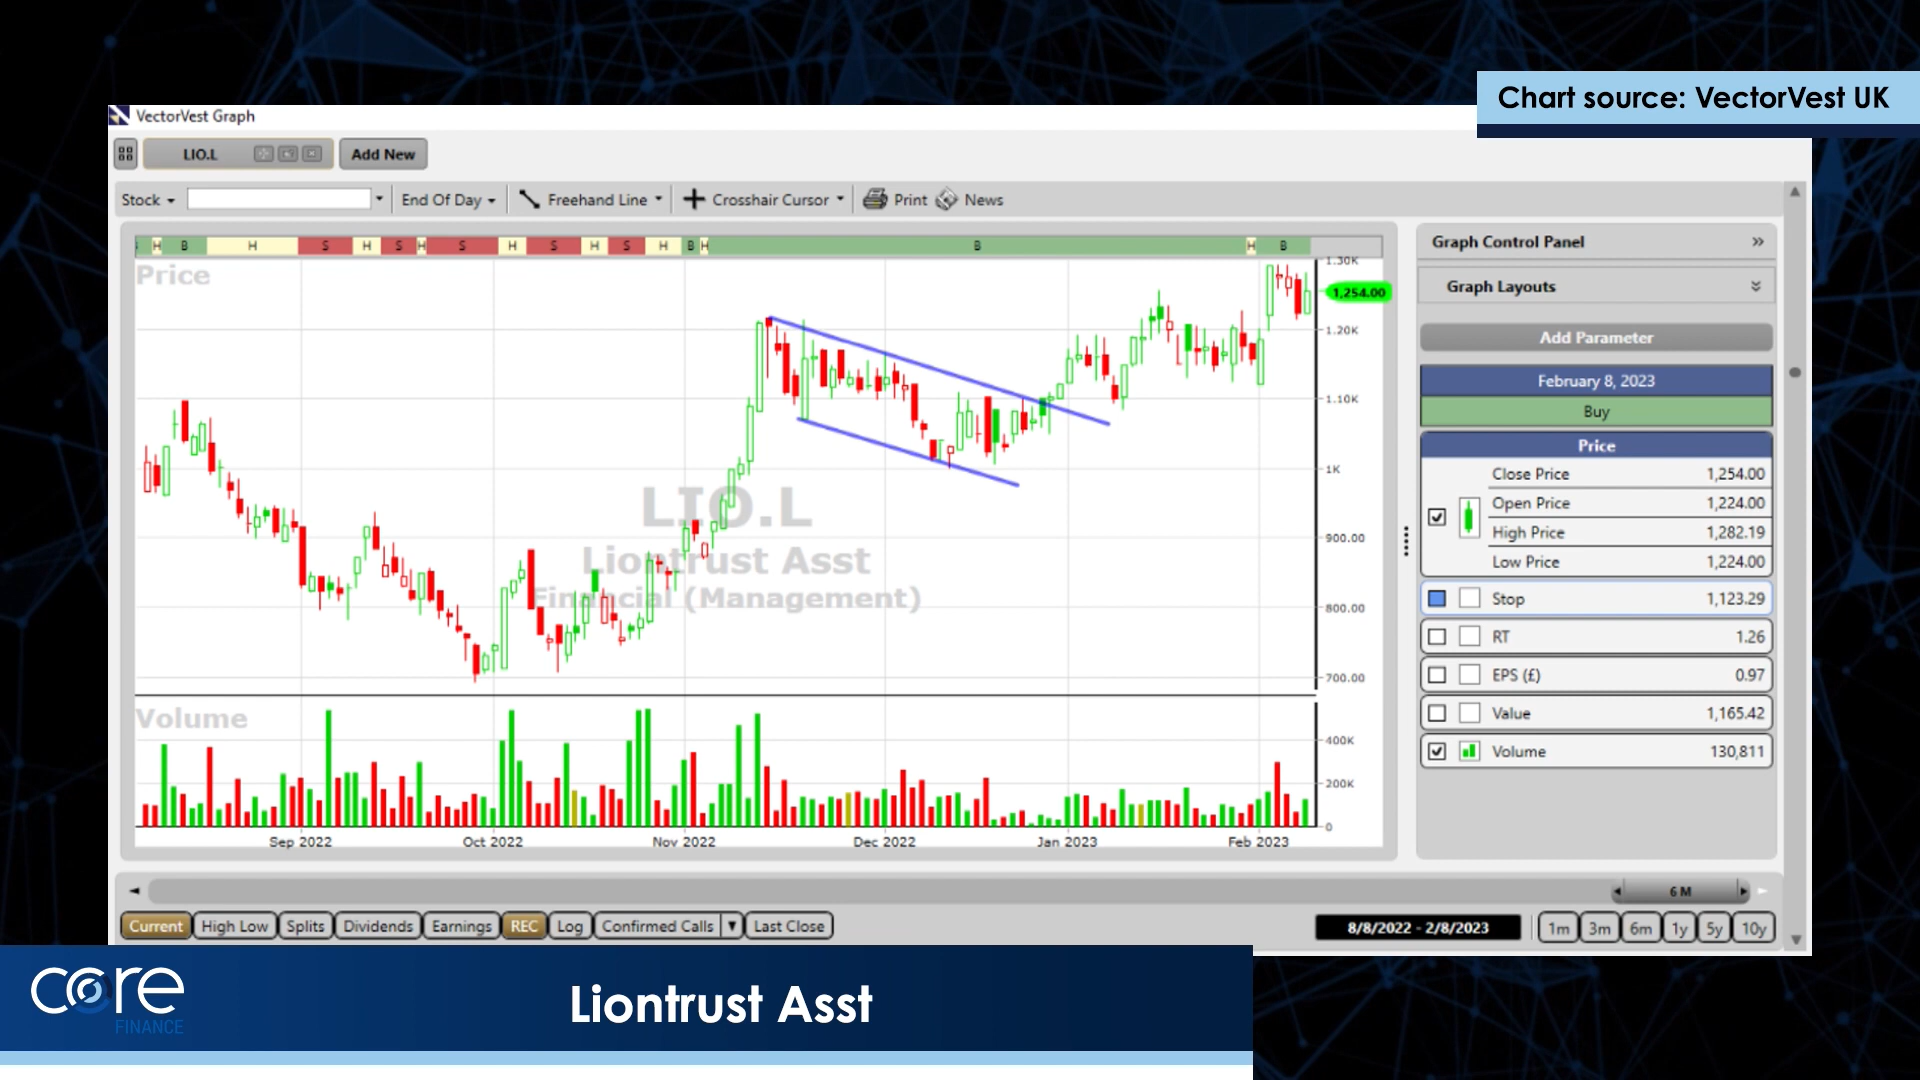 Chart source: VectorVest UK
VectorVest Graph
LIO.L
Add New
Stock
End Of Day
Freehand Line
Crosshair Cursor
Print
News
H B H S H S H S H S H S H B H B H B
Price
1.30K
1,254.00
1.20K
1.10K
1K
900.00
800.00
700.00
LIO.L
Liontrust Asst
Financial (Management)
Volume
400K
200K
0
Sep 2022 Oct 2022 Nov 2022 Dec 2022 Jan 2023 Feb 2023
Graph Control Panel
Graph Layouts
Add Parameter
February 8, 2023
Buy
Price
Close Price 1,254.00
Open Price 1,224.00
High Price 1,282.19
Low Price 1,224.00
Stop 1,123.29
RT 1.26
EPS (£) 0.97
Value 1,165.42
Volume 130,811
6 M
Current High Low Splits Dividends Earnings REC Log Confirmed Calls Last Close
8/8/2022 - 2/8/2023
1m 3m 6m 1y 5y 10y
core
FINANCE
Liontrust Asst